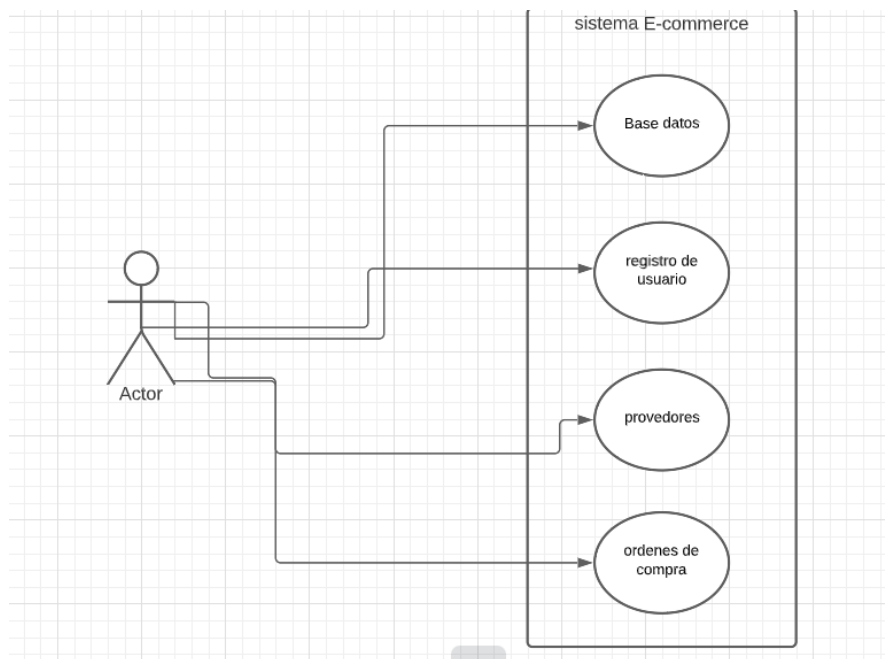 sistema E-commerce
Base datos
registro de
usuario
Actor
provedores
ordenes de
compra